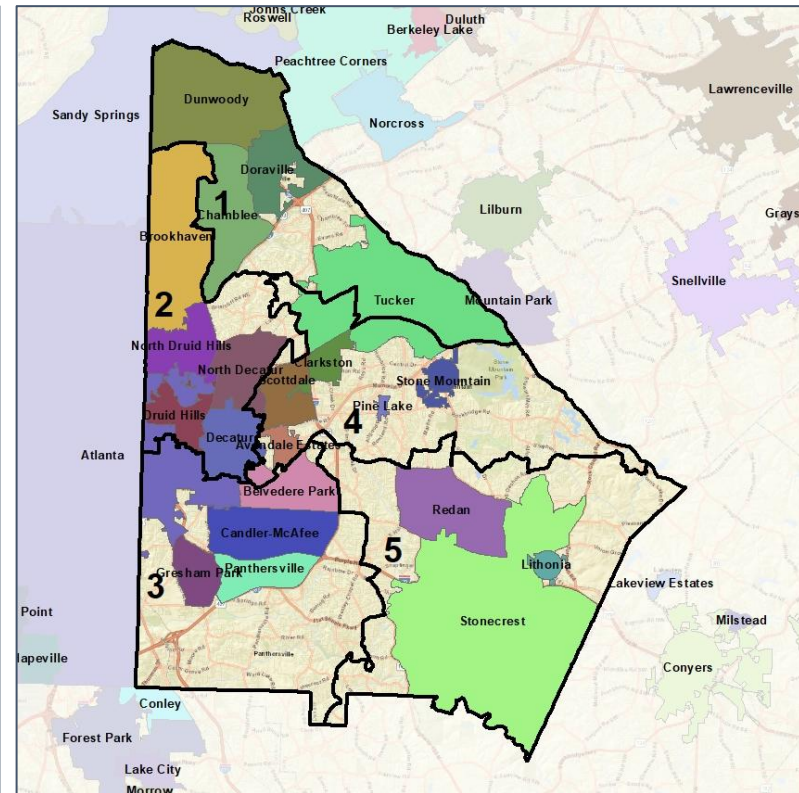 Johns Creek
Roswell
Duluth
Berkeley Lake
Peachtree Corners
Lawrenceville
Dunwoody
Sandy Springs
Norcross
Doraville
1
Chamblee
Lilburn
Grays
Brookhaven
Snellville
2
Tucker
Mountain Park
North Druid Hills
Clarkston
North Decatur
Scottdale
Stone Mountain
Pine Lake
Druid Hills
4
Decatur
Avondale Estates
Atlanta
Belvedere Park
Redan
Candler-McAfee
5
Lithonia
Panthersville
Gresham Park
3
Lakeview Estates
Point
Stonecrest
Milstead
Panthersville
lapeville
Conyers
Conley
Forest Park
Lake City
Morrow